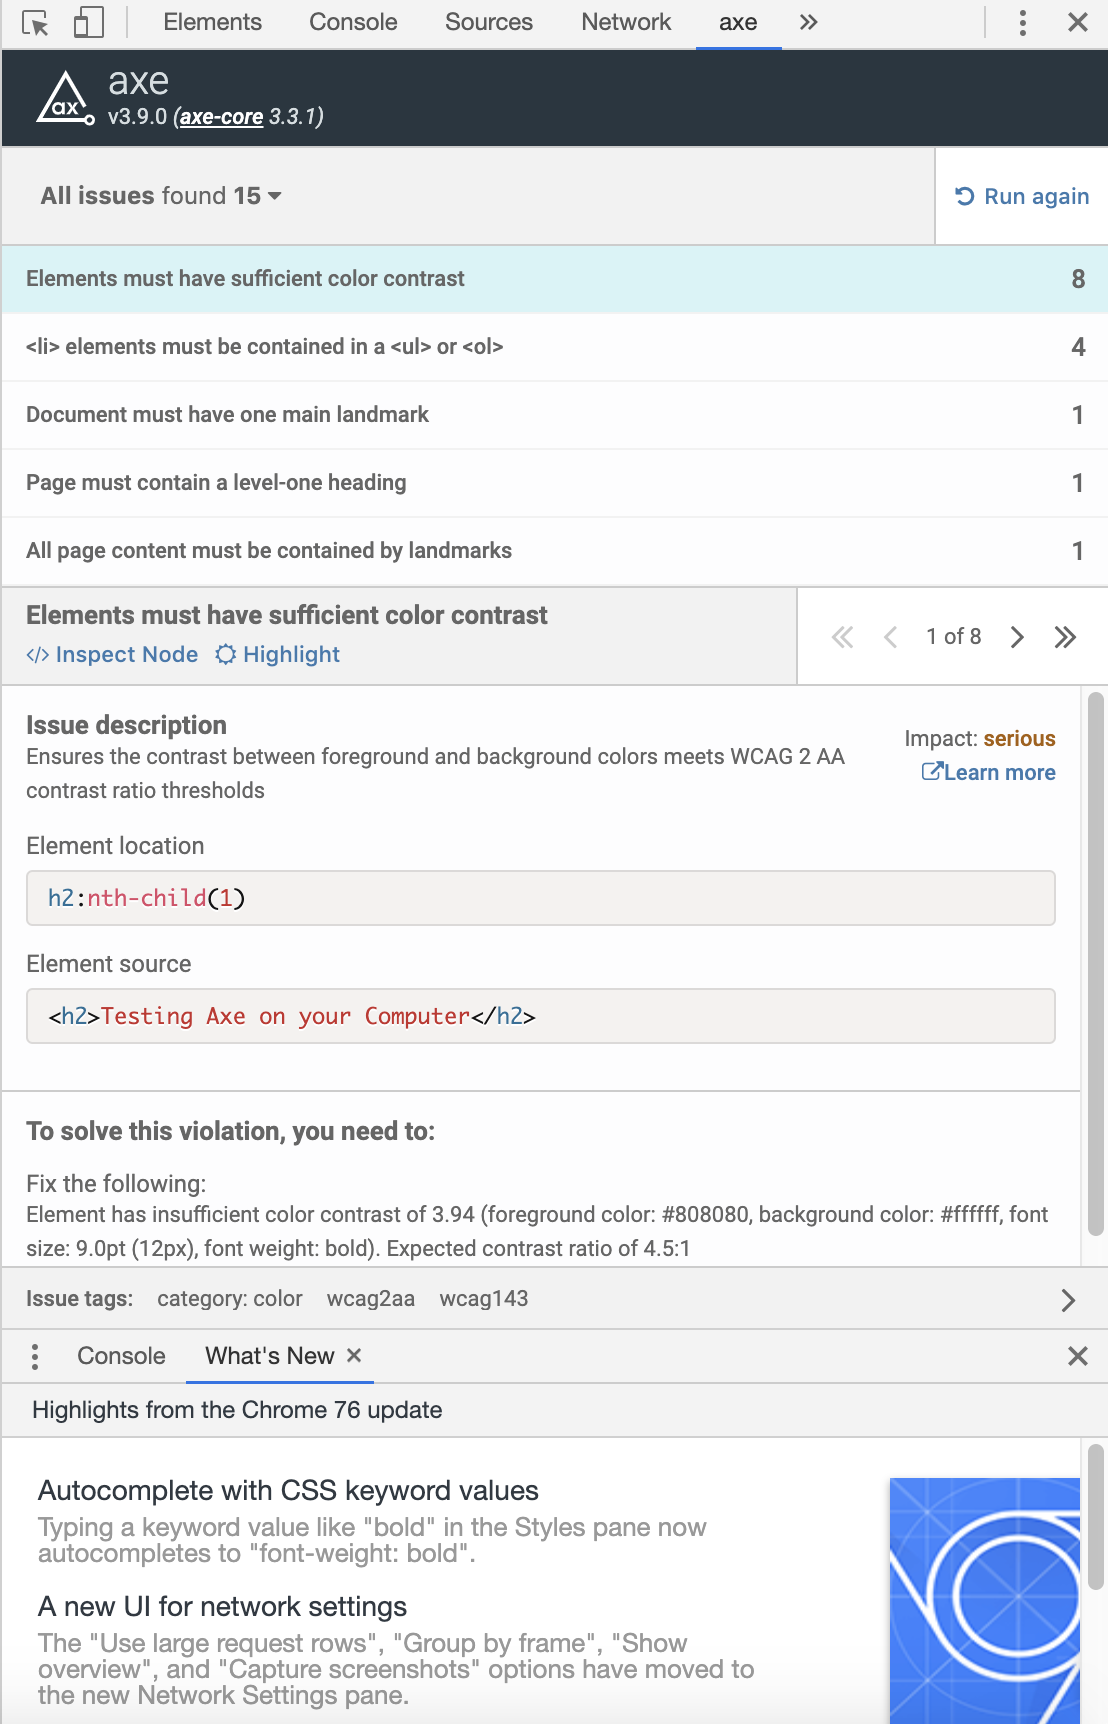 Elements Console Sources Network axe
ax
axe
v3.9.0 (axe-core 3.3.1)
All issues found 15
Run again
Elements must have sufficient color contrast 8
<li> elements must be contained in a <ul> or <ol> 4
Document must have one main landmark 1
Page must contain a level-one heading 1
All page content must be contained by landmarks 1
Elements must have sufficient color contrast
</> Inspect Node Highlight
1 of 8
Issue description
Ensures the contrast between foreground and background colors meets WCAG 2 AA
contrast ratio thresholds
Impact: serious
Learn more
Element location
h2:nth-child(1)
Element source
<h2>Testing Axe on your Computer</h2>
To solve this violation, you need to:
Fix the following:
Element has insufficient color contrast of 3.94 (foreground color: #808080, background color: #ffffff, font
size: 9.0pt (12px), font weight: bold). Expected contrast ratio of 4.5:1
Issue tags: category: color wcag2aa wcag143
Console What's New
Highlights from the Chrome 76 update
Autocomplete with CSS keyword values
Typing a keyword value like "bold" in the Styles pane now
autocompletes to "font-weight: bold".
A new UI for network settings
The "Use large request rows", "Group by frame", "Show
overview", and "Capture screenshots" options have moved to
the new Network Settings pane.